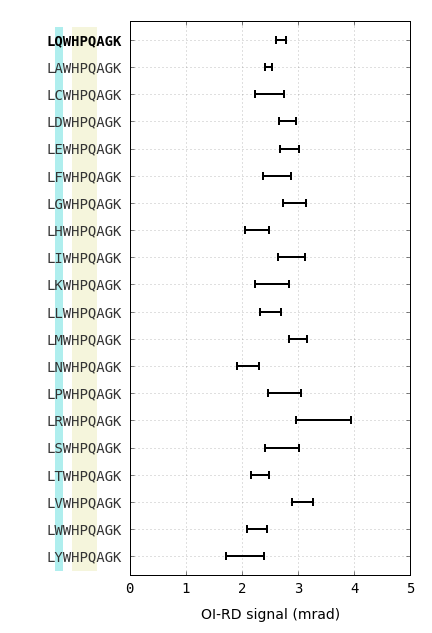 LQWHPQAGK
LAWHPQAGK
LCWHPQAGK
LDWHPQAGK
LEWHPQAGK
LFWHPQAGK
LGWHPQAGK
LHWHPQAGK
LIWHPQAGK
LKWHPQAGK
LLWHPQAGK
LMWHPQAGK
LNWHPQAGK
LPWHPQAGK
LRWHPQAGK
LSWHPQAGK
LTWHPQAGK
LVWHPQAGK
LWWHPQAGK
LYWHPQAGK
0 1 2 3 4 5
OI-RD signal (mrad)